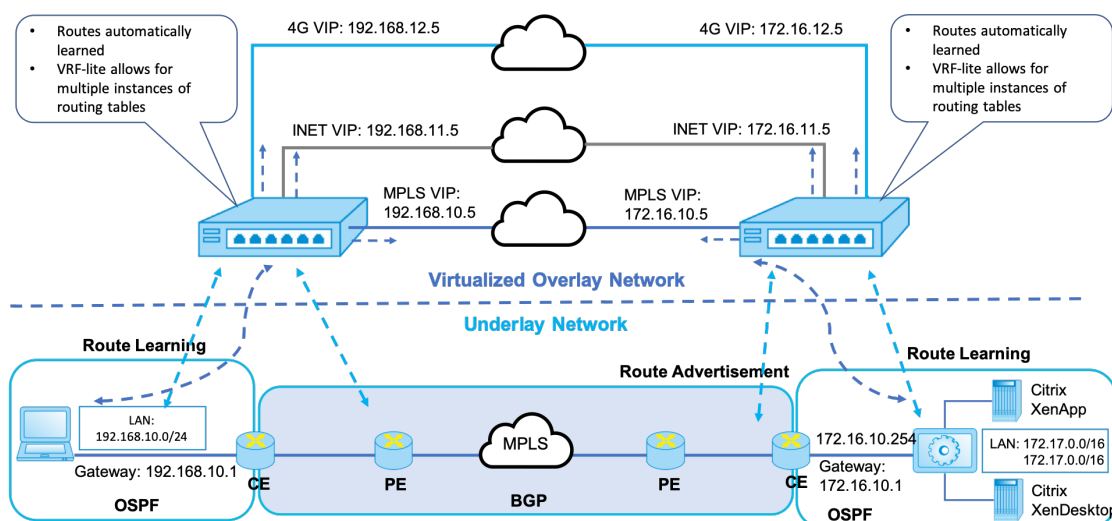 • Routes automatically
learned
• VRF-lite allows for
multiple instances of
routing tables
4G VIP: 192.168.12.5
4G VIP: 172.16.12.5
• Routes automatically
learned
• VRF-lite allows for
multiple instances of
routing tables
INET VIP: 192.168.11.5
INET VIP: 172.16.11.5
MPLS VIP:
192.168.10.5
MPLS VIP:
172.16.10.5
Virtualized Overlay Network
Underlay Network
Route Learning
Route Advertisement
Route Learning
LAN:
192.168.10.0/24
Gateway: 192.168.10.1
OSPF
CE
PE
MPLS
BGP
PE
CE
172.16.10.254
Gateway:
172.16.10.1
OSPF
Citrix
XenApp
LAN: 172.17.0.0/16
172.17.0.0/16
Citrix
XenDesktop